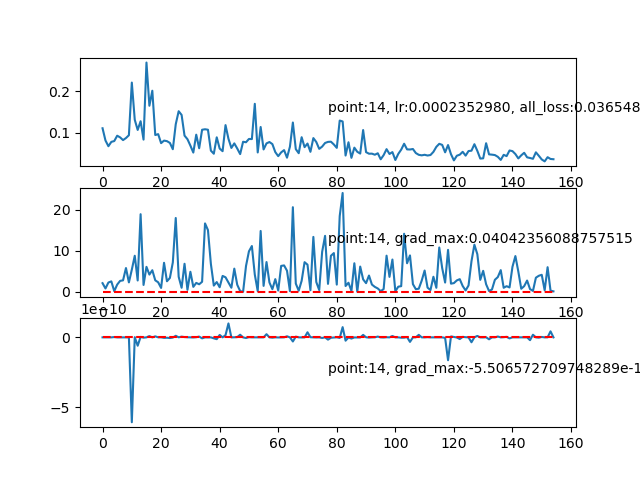 0.2
0.1
point:14, lr:0.0002352980, all_loss:0.036548
0 20 40 60 80 100 120 140 160
20
10
0
point:14, grad_max:0.04042356088757515
0 20 40 60 80 100 120 140 160
1e−10
0
−5
point:14, grad_max:-5.506572709748289e-1
0 20 40 60 80 100 120 140 160